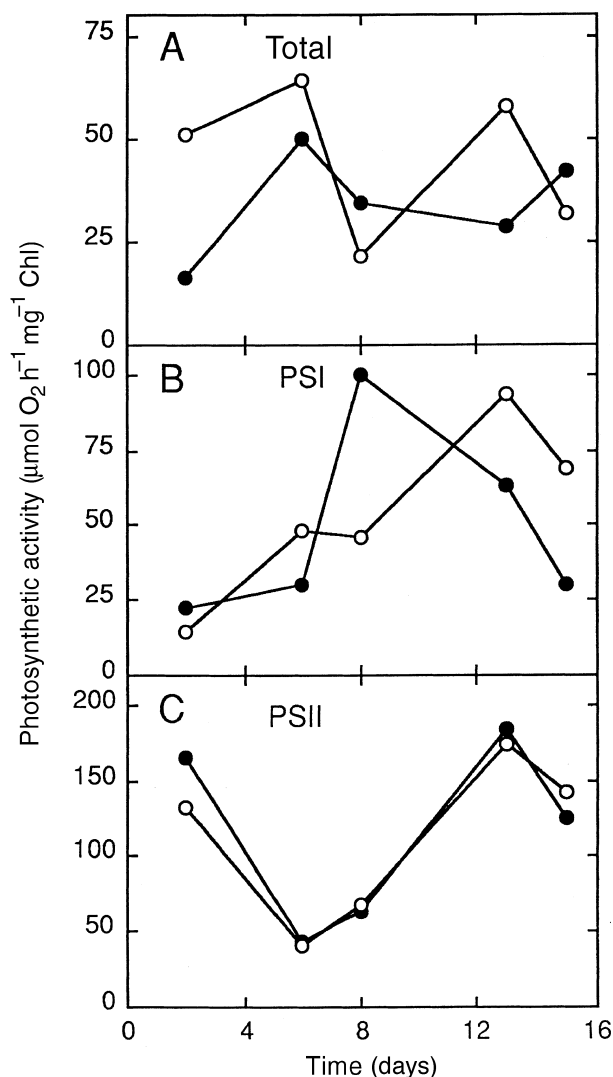 Photosynthetic activity (µmol O₂ h⁻¹ mg⁻¹ Chl)
A Total
75
50
25
0
B PSI
100
75
50
25
0
C PSII
200
150
100
50
0
0 4 8 12 16
Time (days)